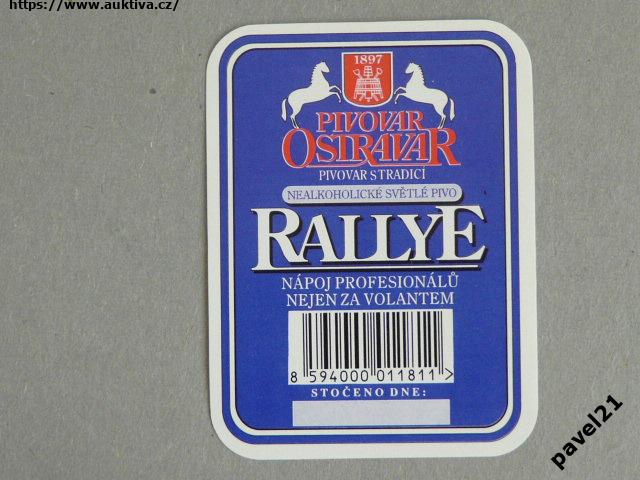 https://www.auktiva.cz/
1897
PIVOVAR
OSTRAVAR
PIVOVAR S TRADICÍ
NEALKOHOLICKÉ SVĚTLÉ PIVO
RALLYE
NÁPOJ PROFESIONÁLŮ
NEJEN ZA VOLANTEM
8 594000 011811 >
STOČENO DNE:
pavel21